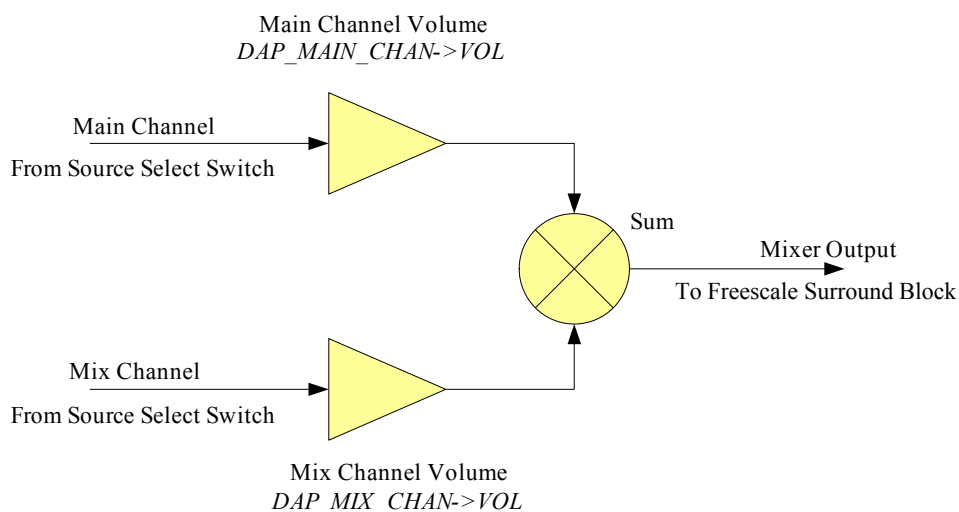 Main Channel Volume
DAP_MAIN_CHAN->VOL
Main Channel
From Source Select Switch
Sum
Mixer Output
To Freescale Surround Block
Mix Channel
From Source Select Switch
Mix Channel Volume
DAP_MIX_CHAN->VOL